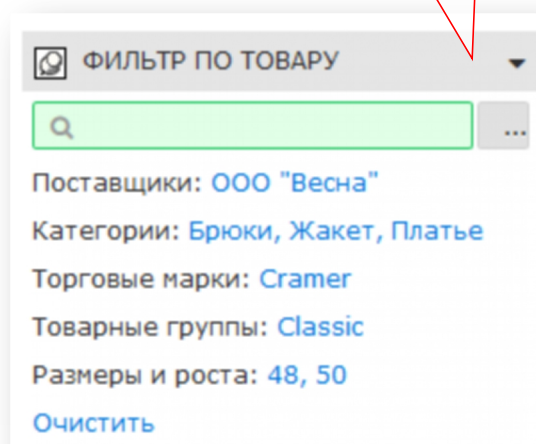 ФИЛЬТР ПО ТОВАРУ
...
Поставщики: ООО "Весна"
Категории: Брюки, Жакет, Платье
Торговые марки: Cramer
Товарные группы: Classic
Размеры и роста: 48, 50
Очистить